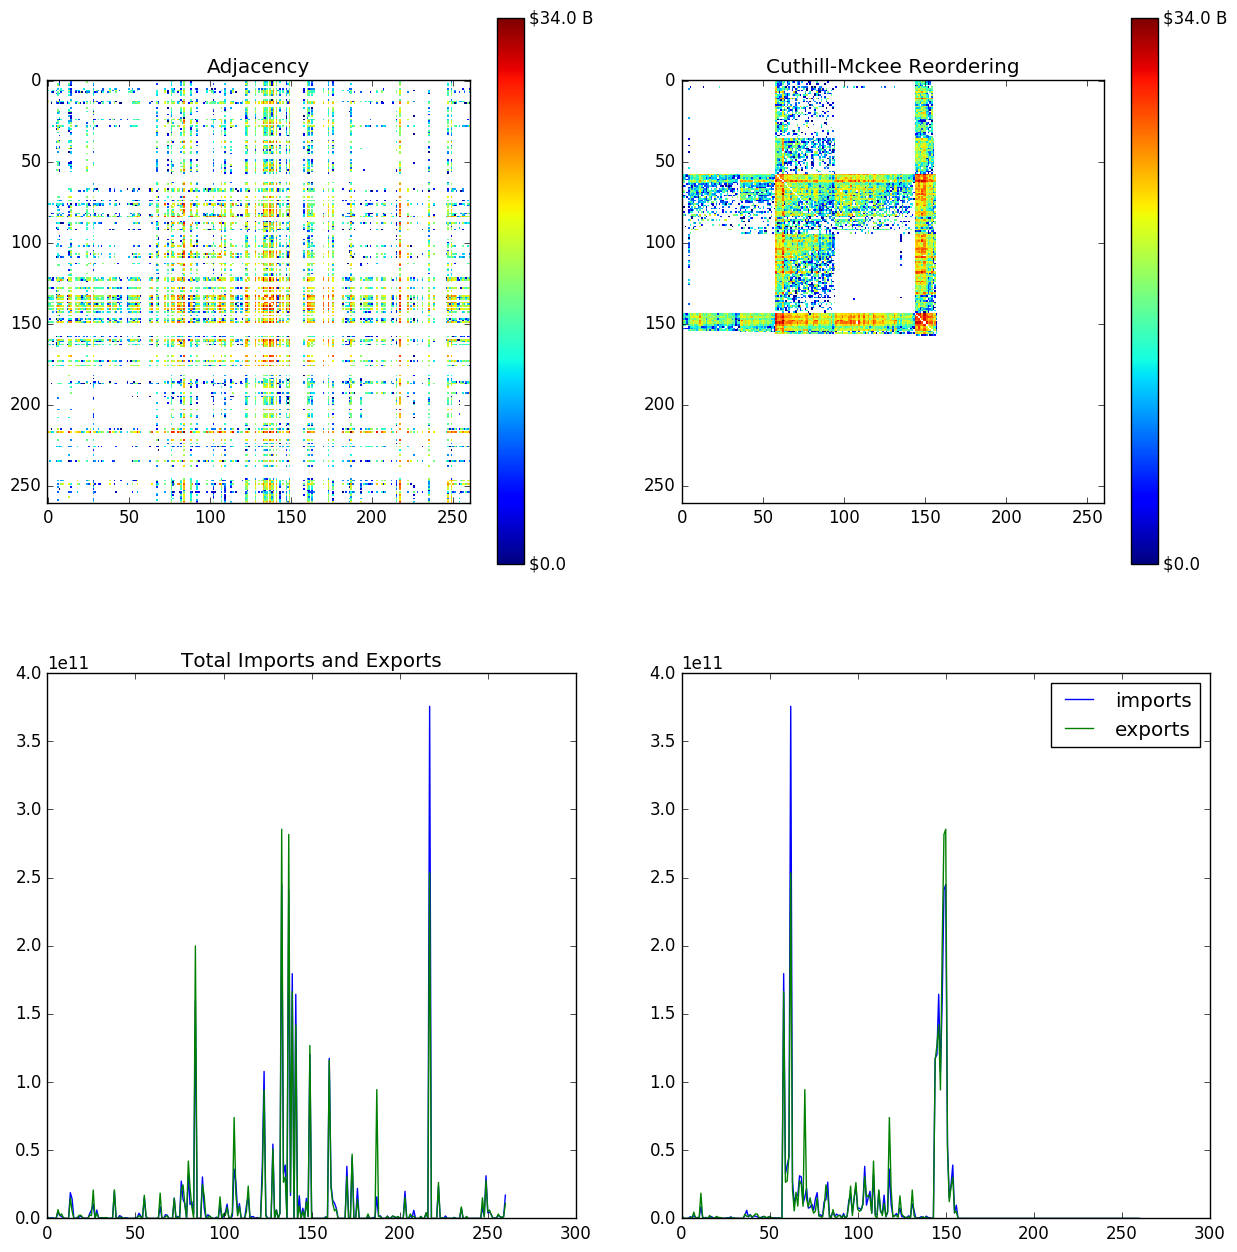 $34.0 B
$34.0 B
Adjacency
Cuthill-Mckee Reordering
0
50
100
150
200
250
0 50 100 150 200 250
$0.0
0
50
100
150
200
250
0 50 100 150 200 250
$0.0
Total Imports and Exports
1e11
4.0
3.5
3.0
2.5
2.0
1.5
1.0
0.5
0.0
0 50 100 150 200 250 300
1e11
4.0
3.5
3.0
2.5
2.0
1.5
1.0
0.5
0.0
0 50 100 150 200 250 300
imports
exports